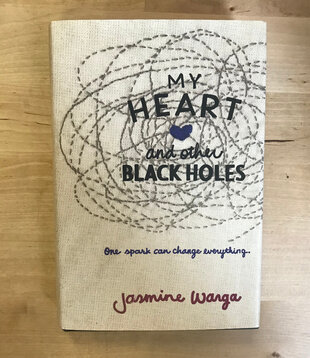 MY
HEART
and other
BLACK HOLES
One spark can change everything..
Jasmine Warga